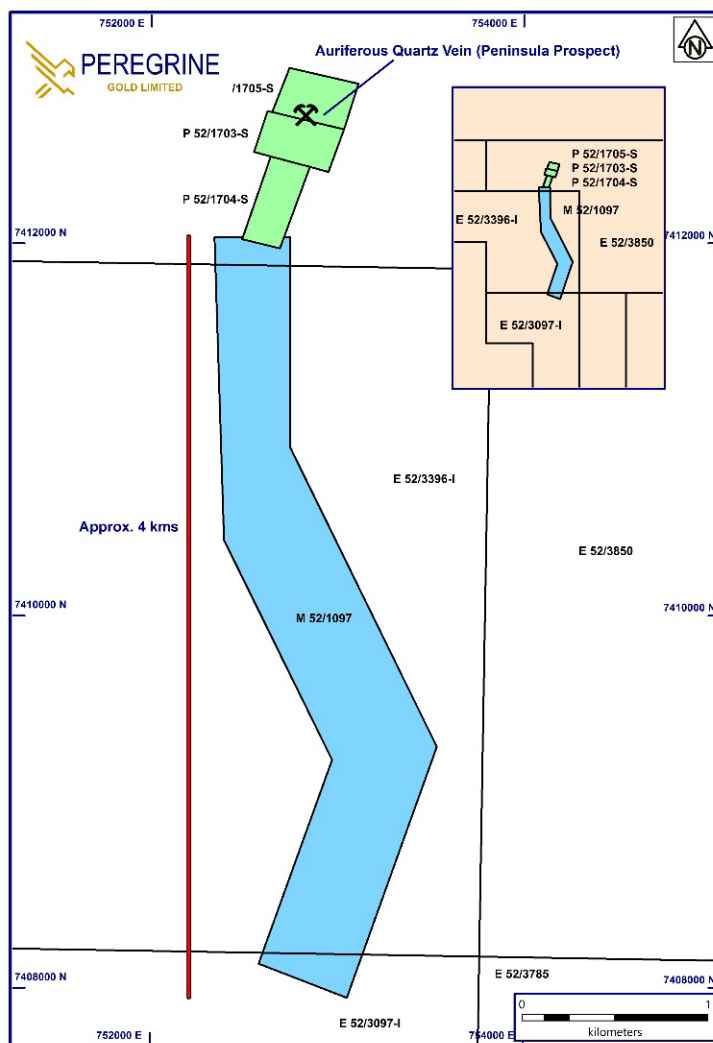 752000 E
754000 E
PEREGRINE
GOLD LIMITED
Auriferous Quartz Vein (Peninsula Prospect)
N
/1705-S
P 52/1703-S
P 52/1704-S
P 52/1705-S
P 52/1703-S
P 52/1704-S
M 52/1097
E 52/3396-I
E 52/3850
E 52/3097-I
7412000 N
7412000 N
E 52/3396-I
Approx. 4 kms
E 52/3850
7410000 N
7410000 N
M 52/1097
E 52/3785
7408000 N
7408000 N
0
1
kilometers
E 52/3097-I
752000 E
754000 E